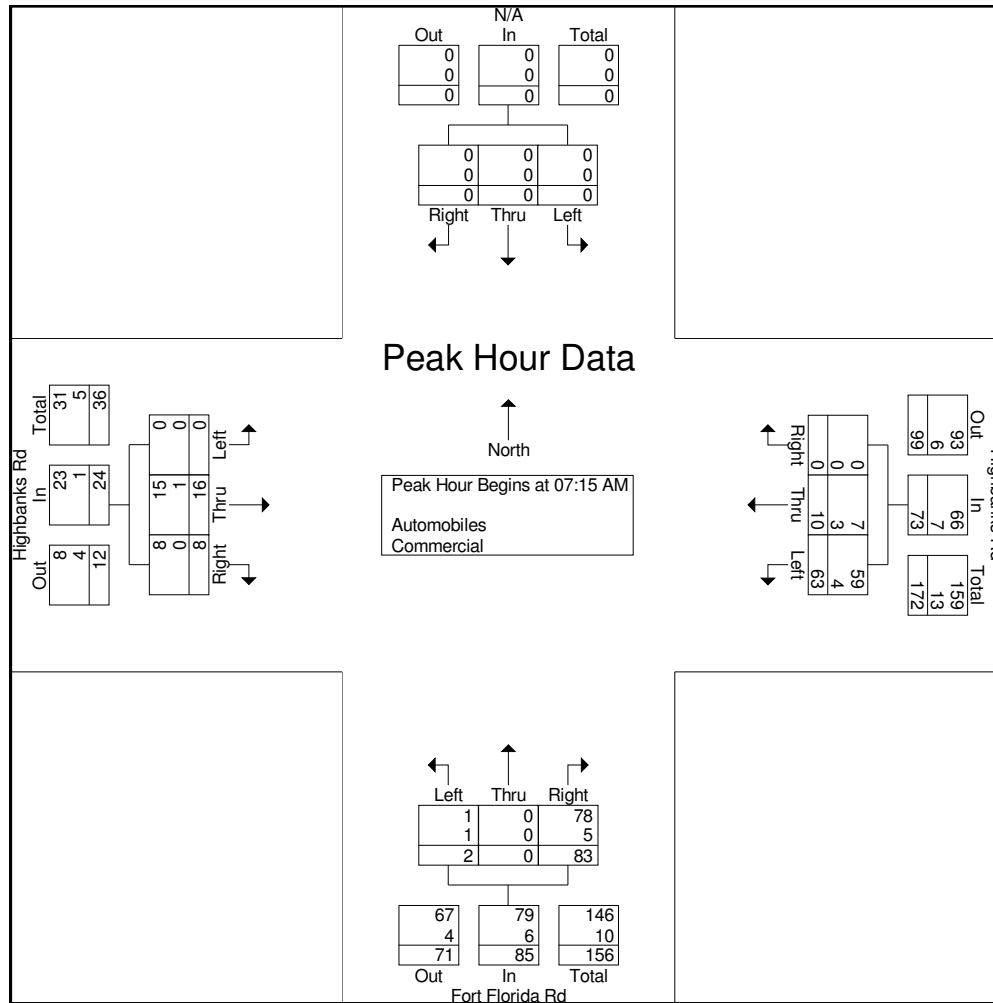 N/A
Out In Total
0 0 0
0 0 0
0 0 0
0 0 0
0 0 0
0 0 0
Right Thru Left
Peak Hour Data
North
Peak Hour Begins at 07:15 AM
Automobiles
Commercial
Highbanks Rd
Out In Total
8 23 31
4 1 5
12 24 36
Right Thru Left
8 15 0
0 1 0
8 16 0
Out In Total
93 66 159
6 7 13
99 73 172
Right Thru Left
0 7 59
0 3 4
0 10 63
Left Thru Right
1 0 78
1 0 5
2 0 83
67 79 146
4 6 10
71 85 156
Out In Total
Fort Florida Rd